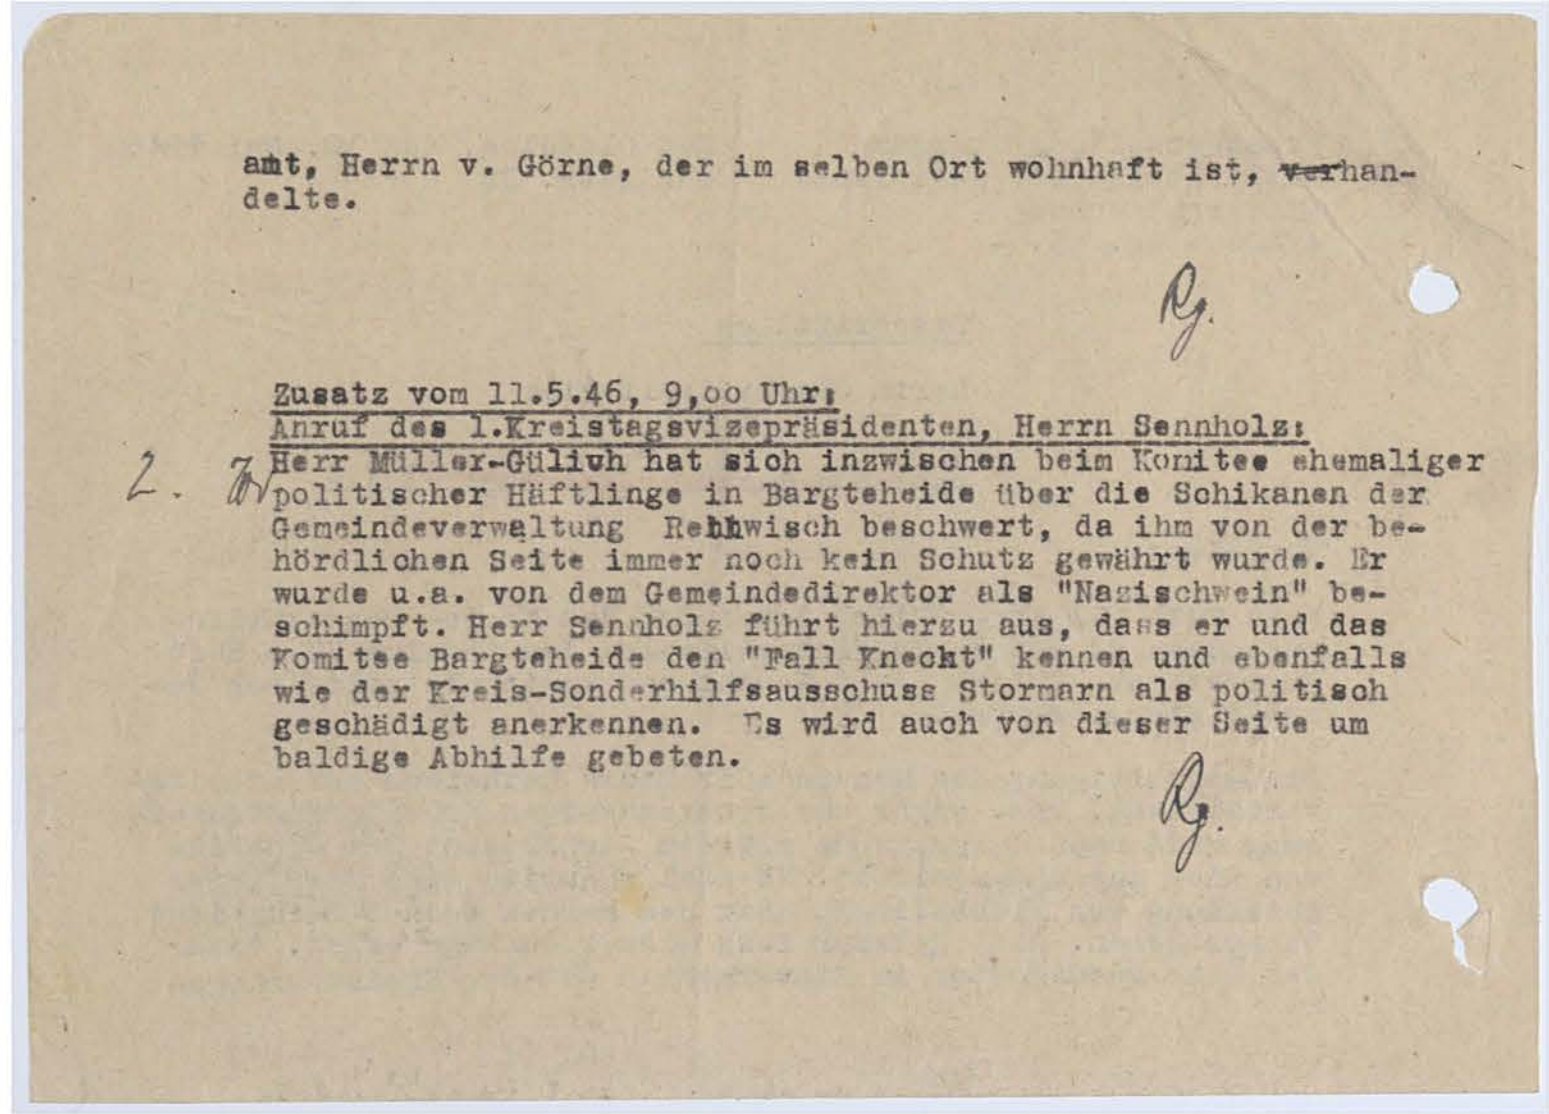 amt, Herrn v. Görne, der im selben Ort wohnhaft ist, verhan-
delte.
Rg.
Zusatz vom 11.5.46, 9,00 Uhr:
Anruf des 1.Kreistagsvizepräsidenten, Herrn Sennholz:
2. Herr Müller-Gülich hat sich inzwischen beim Komitee ehemaliger
politischer Häftlinge in Bargteheide über die Schikanen der
Gemeindeverwaltung Rehhwisch beschwert, da ihm von der be-
hördlichen Seite immer noch kein Schutz gewährt wurde. Er
wurde u.a. von dem Gemeindedirektor als "Nazischwein" be-
schimpft. Herr Sennholz führt hierzu aus, dass er und das
Komitee Bargteheide den "Fall Knecht" kennen und ebenfalls
wie der Kreis-Sonderhilfsausschuss Stormarn als politisch
geschädigt anerkennen. Es wird auch von dieser Seite um
baldige Abhilfe gebeten.
Rg.